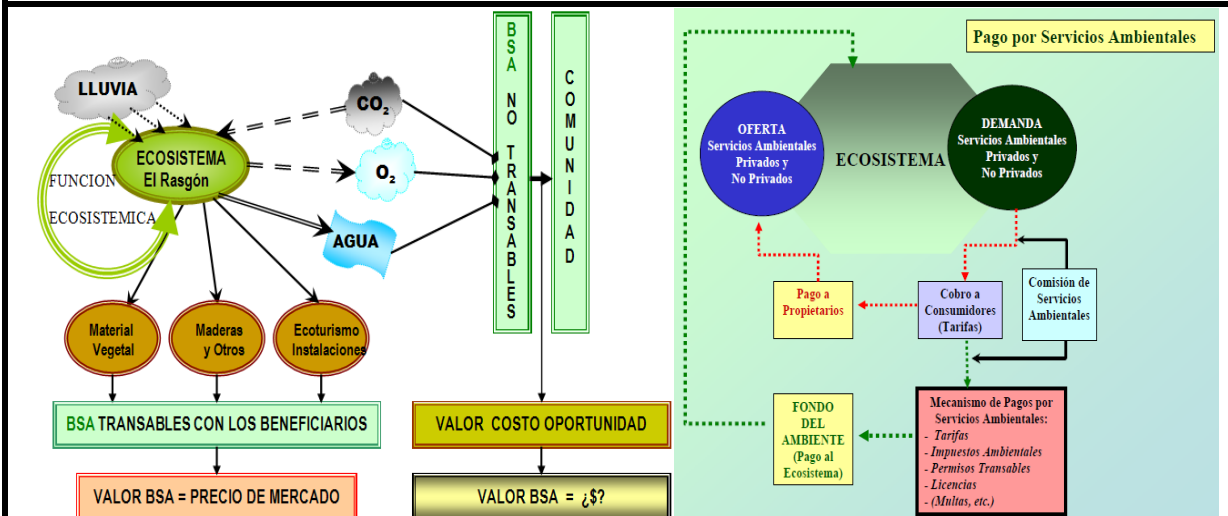 LLUVIA
CO2
ECOSISTEMA
El Rasgón
O2
FUNCION
ECOSISTEMICA
AGUA
BSA NO TRANSABLES
COMUNIDAD
Material
Vegetal
Maderas
y Otros
Ecoturismo
Instalaciones
BSA TRANSABLES CON LOS BENEFICIARIOS
VALOR COSTO OPORTUNIDAD
VALOR BSA = PRECIO DE MERCADO
VALOR BSA = ¿$?
Pago por Servicios Ambientales
OFERTA
Servicios Ambientales
Privados y
No Privados
ECOSISTEMA
DEMANDA
Servicios Ambientales
Privados y
No Privados
Pago a
Propietarios
Cobro a
Consumidores
(Tarifas)
Comisión de
Servicios
Ambientales
FONDO
DEL
AMBIENTE
(Pago al
Ecosistema)
Mecanismo de Pagos por
Servicios Ambientales:
- Tarifas
- Impuestos Ambientales
- Permisos Transables
- Licencias
- (Multas, etc.)